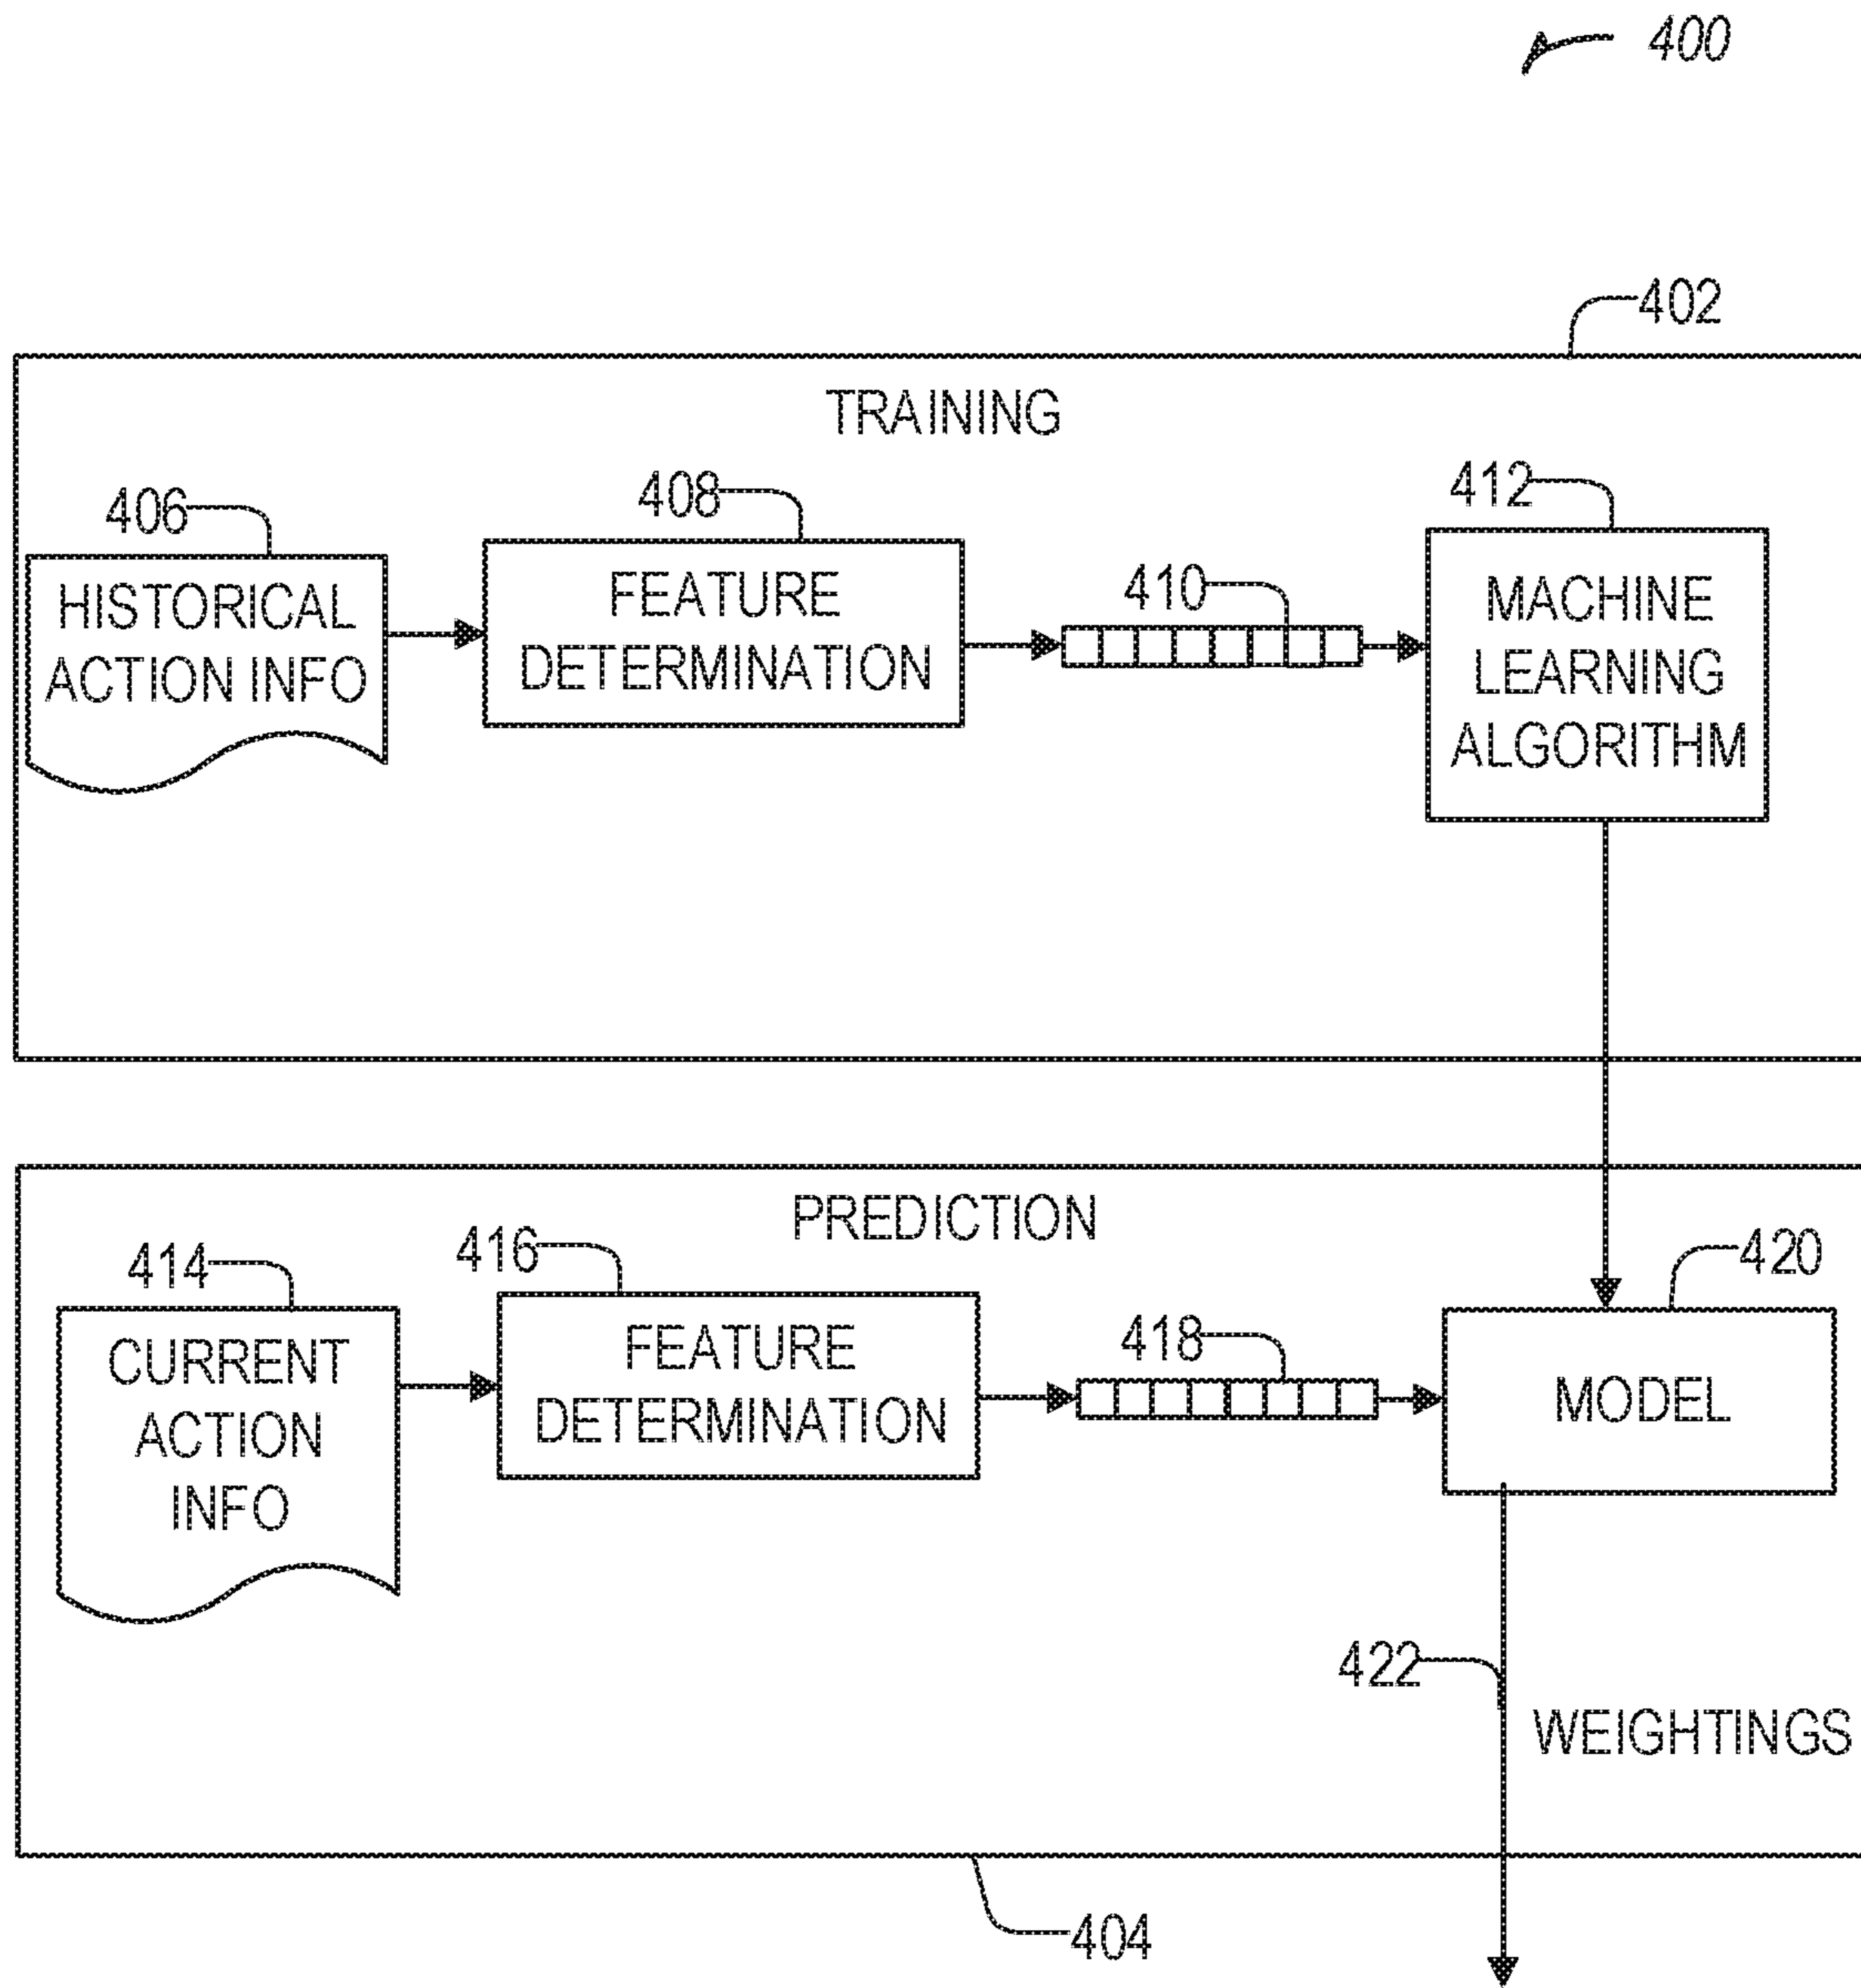 400
402
TRAINING
406
408
412
HISTORICAL
ACTION INFO
FEATURE
DETERMINATION
410
MACHINE
LEARNING
ALGORITHM
PREDICTION
414
416
420
CURRENT
ACTION
INFO
FEATURE
DETERMINATION
418
MODEL
422
WEIGHTINGS
404